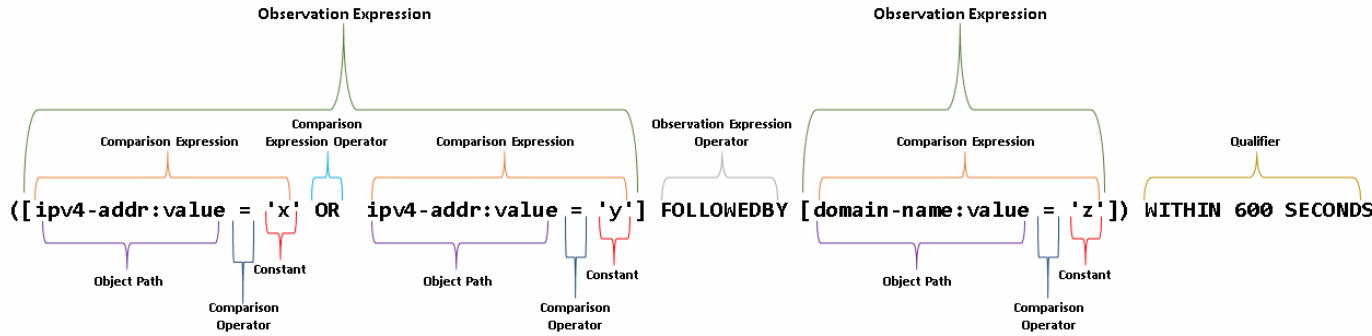 Observation Expression
Observation Expression
Comparison Expression
Comparison
Expression Operator
Comparison Expression
Observation Expression
Operator
Comparison Expression
Qualifier
([ipv4-addr:value = 'x' OR ipv4-addr:value = 'y'] FOLLOWEDBY [domain-name:value = 'z']) WITHIN 600 SECONDS
Object Path
Constant
Comparison
Operator
Object Path
Constant
Comparison
Operator
Object Path
Constant
Comparison
Operator